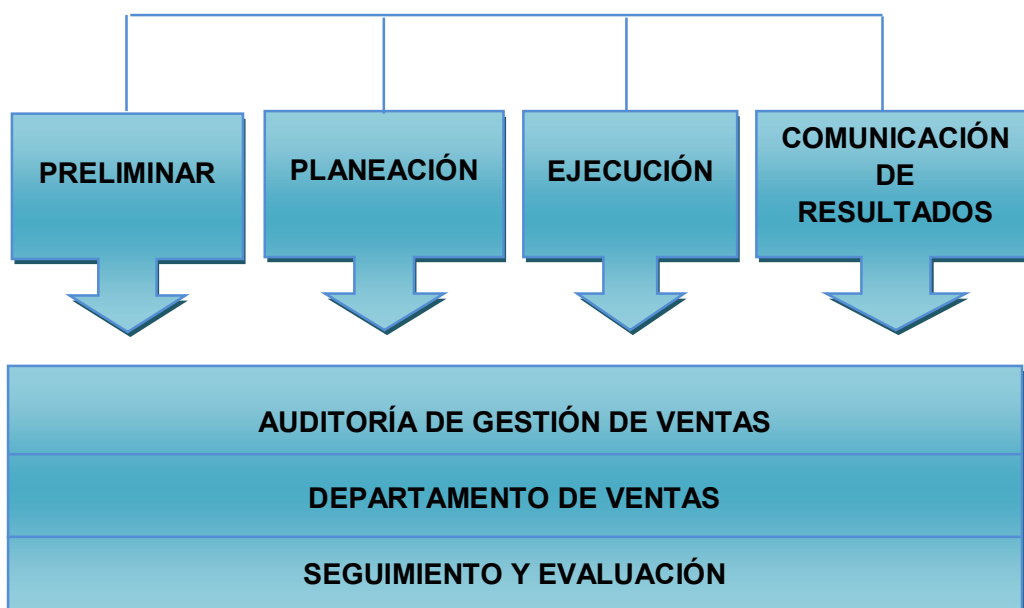 PRELIMINAR
PLANEACIÓN
EJECUCIÓN
COMUNICACIÓN
DE
RESULTADOS
AUDITORÍA DE GESTIÓN DE VENTAS
DEPARTAMENTO DE VENTAS
SEGUIMIENTO Y EVALUACIÓN